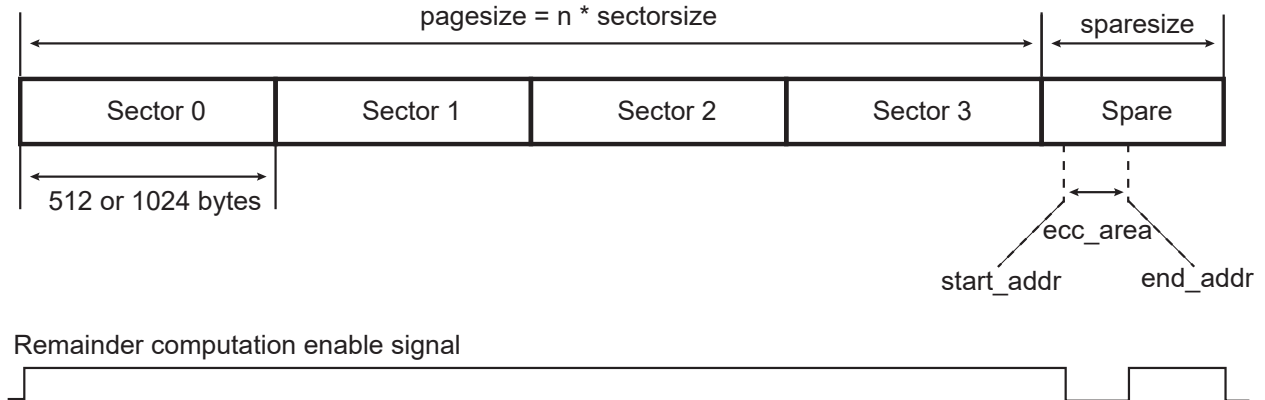 pagesize = n * sectorsize
sparesize
Sector 0
Sector 1
Sector 2
Sector 3
Spare
512 or 1024 bytes
ecc_area
start_addr
end_addr
Remainder computation enable signal